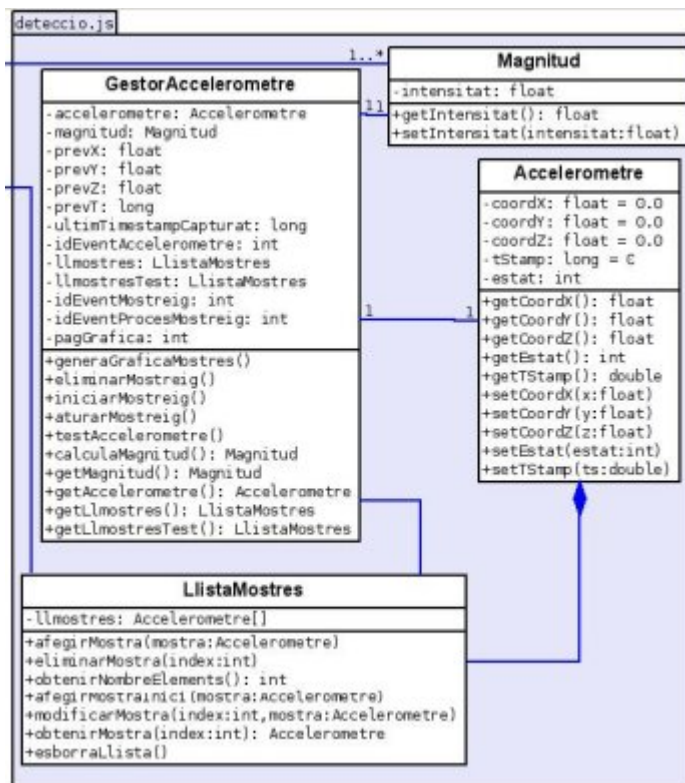 deteccio.js
1..*
Magnitud
-intensitat: float
+getIntensitat(): float
+setIntensitat(intensitat:float)
GestorAccelerometre
-accelerometre: Accelerometre
-magnitud: Magnitud
-prevX: float
-prevY: float
-prevZ: float
-prevT: long
-ultimTimestampCapturat: long
-idEventAccelerometre: int
-llmostres: LlistaMostres
-llmostresTest: LlistaMostres
-idEventMostreig: int
-idEventProcesMostreig: int
-pagGrafica: int
+generaGraficaMostres()
+eliminarMostreig()
+iniciarMostreig()
+aturarMostreig()
+testAccelerometre()
+calculaMagnitud(): Magnitud
+getMagnitud(): Magnitud
+getAccelerometre(): Accelerometre
+getLlmostres(): LlistaMostres
+getLlmostresTest(): LlistaMostres
11
1
1
Accelerometre
-coordX: float = 0.0
-coordY: float = 0.0
-coordZ: float = 0.0
-tStamp: long =
-estat: int
+getCoordX(): float
+getCoordY(): float
+getCoordZ(): float
+getEstat(): int
+getTStamp(): double
+setCoordX(x:float)
+setCoordY(y:float)
+setCoordZ(z:float)
+setEstat(estat:int)
+setTStamp(ts:double)
LlistaMostres
-llmostres: Accelerometre[]
+afegirMostra(mostra:Accelerometre)
+eliminarMostra(index:int)
+obtenirNombreElements(): int
+afegirMostraInici(mostra:Accelerometre)
+modificarMostra(index:int,mostra:Accelerometre)
+obtenirMostra(index:int): Accelerometre
+esborraLlista()